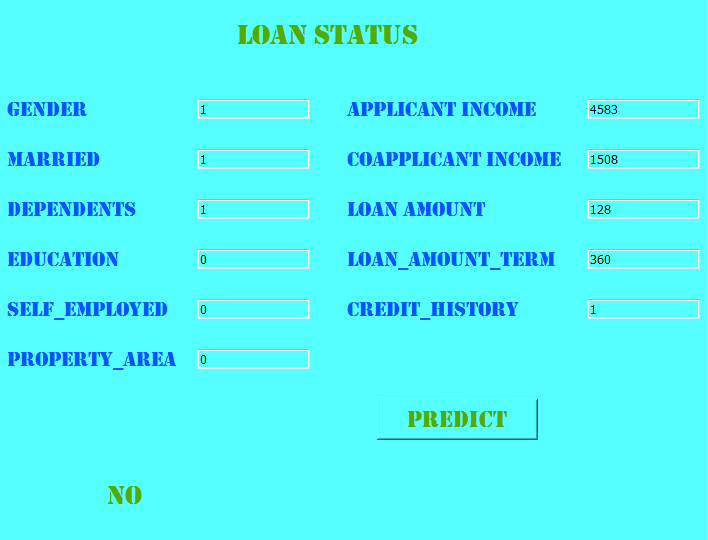 LOAN STATUS
GENDER 1 APPLICANT INCOME 4583
MARRIED 1 COAPPLICANT INCOME 1508
DEPENDENTS 1 LOAN AMOUNT 128
EDUCATION 0 LOAN_AMOUNT_TERM 360
SELF_EMPLOYED 0 CREDIT_HISTORY 1
PROPERTY_AREA 0
PREDICT
NO